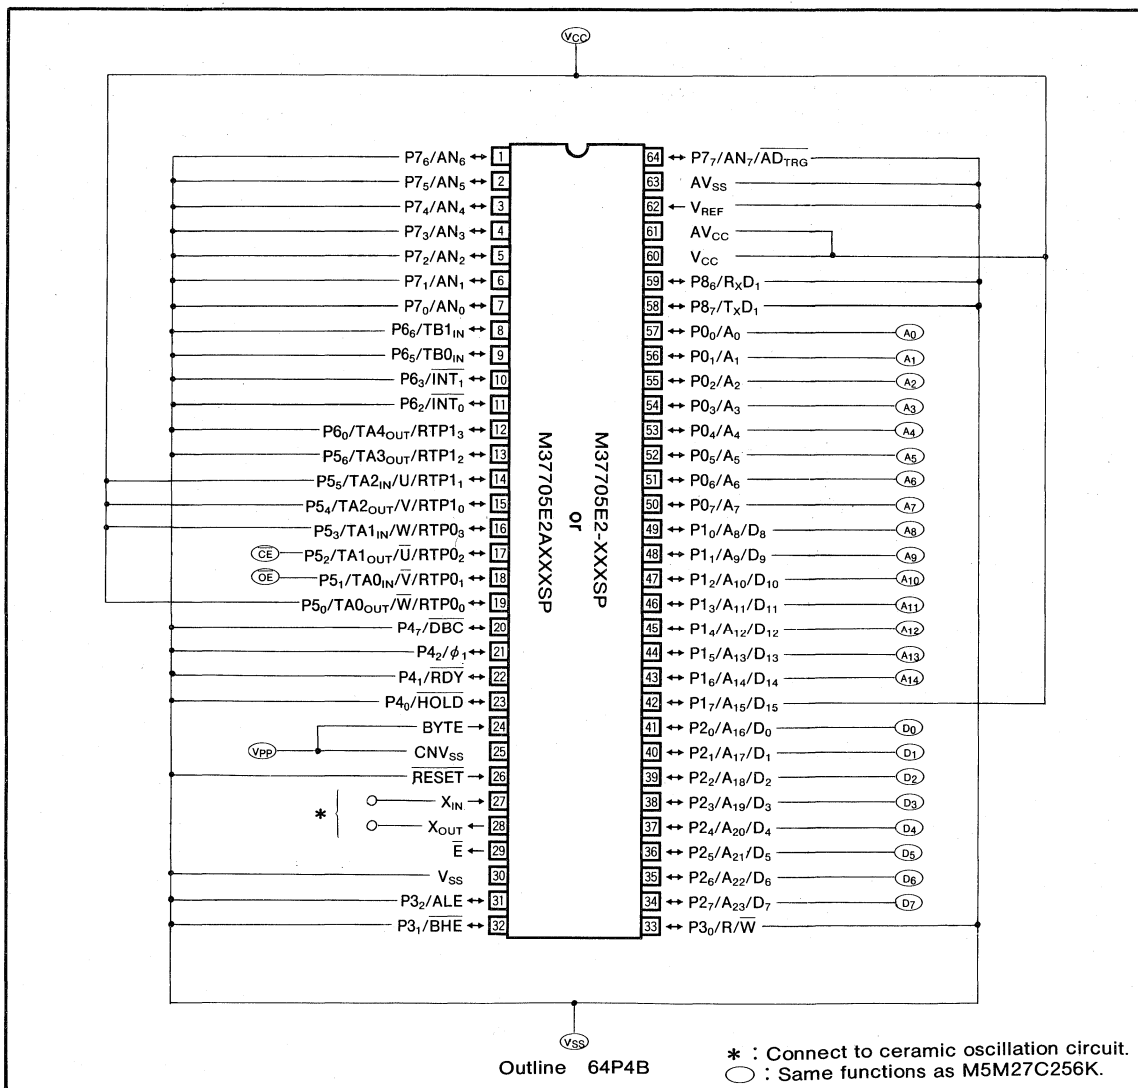 VCC
P7₆/AN₆ ↔ 1
P7₅/AN₅ ↔ 2
P7₄/AN₄ ↔ 3
P7₃/AN₃ ↔ 4
P7₂/AN₂ ↔ 5
P7₁/AN₁ ↔ 6
P7₀/AN₀ ↔ 7
P6₆/TB1IN ↔ 8
P6₅/TB0IN ↔ 9
P6₃/I̅N̅T̅₁ ↔ 10
P6₂/I̅N̅T̅₀ ↔ 11
P6₀/TA4OUT/RTP1₃ ↔ 12
P5₆/TA3OUT/RTP1₂ ↔ 13
P5₅/TA2IN/U/RTP1₁ ↔ 14
P5₄/TA2OUT/V/RTP1₀ ↔ 15
P5₃/TA1IN/W/RTP0₃ ↔ 16
C̅E̅ P5₂/TA1OUT/U̅/RTP0₂ ↔ 17
O̅E̅ P5₁/TA0IN/V̅/RTP0₁ ↔ 18
P5₀/TA0OUT/W̅/RTP0₀ ↔ 19
P4₇/D̅B̅C̅ ↔ 20
P4₂/ϕ₁ ↔ 21
P4₁/R̅D̅Y̅ ↔ 22
P4₀/H̅O̅L̅D̅ ↔ 23
BYTE → 24
VPP CNVSS 25
R̅E̅S̅E̅T̅ → 26
* XIN → 27
XOUT ← 28
E̅ ← 29
VSS 30
P3₂/ALE ↔ 31
P3₁/B̅H̅E̅ ↔ 32
M37705E2AXXXSP
or
M37705E2-XXXSP
64 ↔ P7₇/AN₇/A̅D̅T̅R̅G̅
63 AVSS
62 ← VREF
61 AVCC
60 VCC
59 ↔ P8₆/RXD₁
58 ↔ P8₇/TXD₁
57 ↔ P0₀/A₀ A0
56 ↔ P0₁/A₁ A1
55 ↔ P0₂/A₂ A2
54 ↔ P0₃/A₃ A3
53 ↔ P0₄/A₄ A4
52 ↔ P0₅/A₅ A5
51 ↔ P0₆/A₆ A6
50 ↔ P0₇/A₇ A7
49 ↔ P1₀/A₈/D₈ A8
48 ↔ P1₁/A₉/D₉ A9
47 ↔ P1₂/A₁₀/D₁₀ A10
46 ↔ P1₃/A₁₁/D₁₁ A11
45 ↔ P1₄/A₁₂/D₁₂ A12
44 ↔ P1₅/A₁₃/D₁₃ A13
43 ↔ P1₆/A₁₄/D₁₄ A14
42 ↔ P1₇/A₁₅/D₁₅
41 ↔ P2₀/A₁₆/D₀ D0
40 ↔ P2₁/A₁₇/D₁ D1
39 ↔ P2₂/A₁₈/D₂ D2
38 ↔ P2₃/A₁₉/D₃ D3
37 ↔ P2₄/A₂₀/D₄ D4
36 ↔ P2₅/A₂₁/D₅ D5
35 ↔ P2₆/A₂₂/D₆ D6
34 ↔ P2₇/A₂₃/D₇ D7
33 ↔ P3₀/R/W̅
VSS
Outline 64P4B
* : Connect to ceramic oscillation circuit.
◯ : Same functions as M5M27C256K.